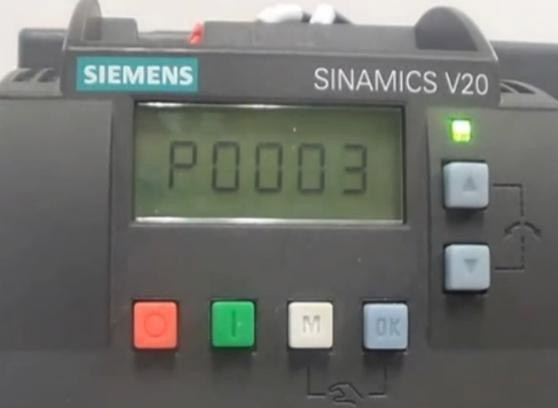 SIEMENS
SINAMICS V20
P0003
M
OK